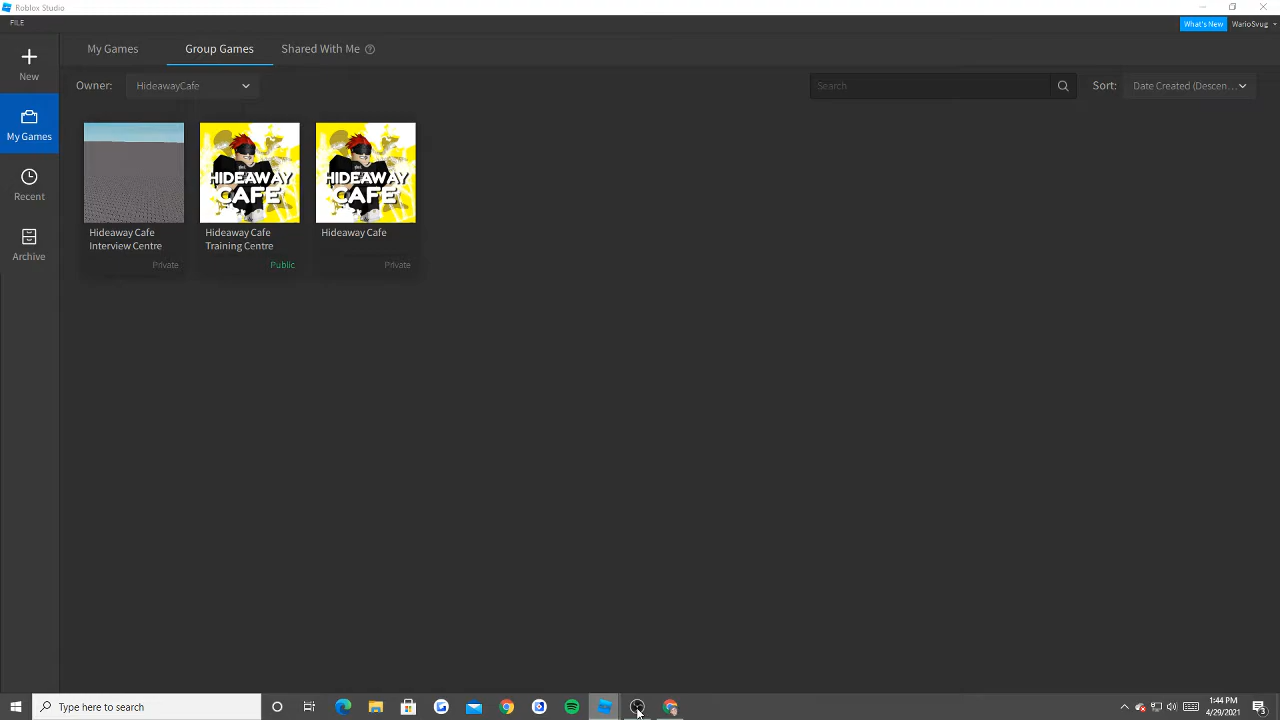 Roblox Studio
FILE
What's New
WarioSvug
New
My Games
Recent
Archive
My Games
Group Games
Shared With Me
Owner:
HideawayCafe
Search
Sort:
Date Created (Descen...
HIDEAWAY
CAFE
HIDEAWAY
CAFE
Hideaway Cafe
Interview Centre
Private
Hideaway Cafe
Training Centre
Public
Hideaway Cafe
Private
Type here to search
1:44 PM
4/29/2021